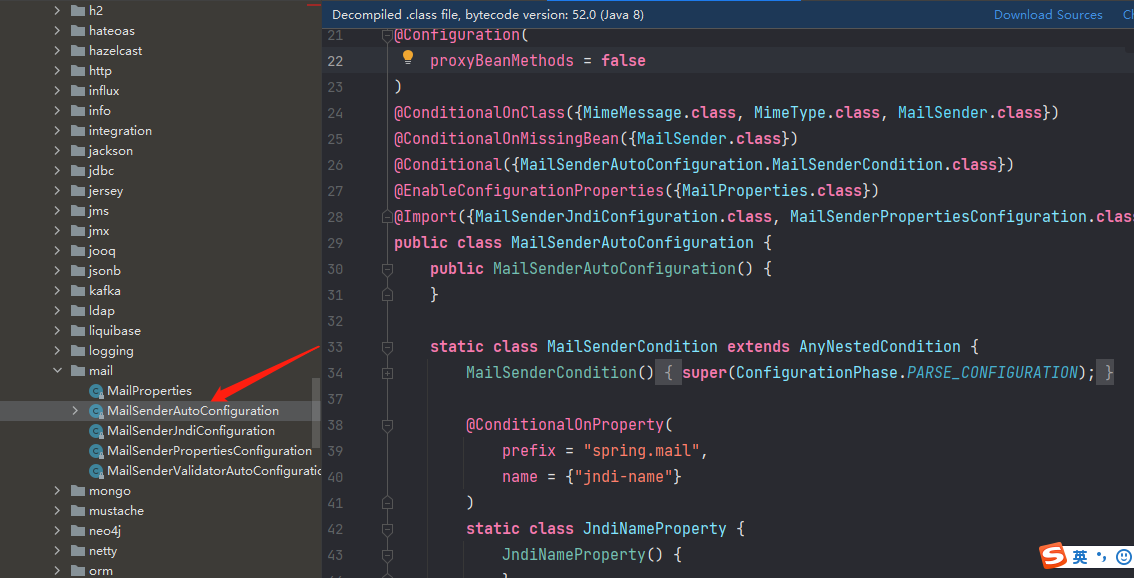 h2
hateoas
hazelcast
http
influx
info
integration
jackson
jdbc
jersey
jms
jmx
jooq
jsonb
kafka
ldap
liquibase
logging
mail
MailProperties
MailSenderAutoConfiguration
MailSenderJndiConfiguration
MailSenderPropertiesConfiguration
MailSenderValidatorAutoConfiguratio
mongo
mustache
neo4j
netty
orm
Decompiled .class file, bytecode version: 52.0 (Java 8) Download Sources Ch
21 @Configuration(
22 proxyBeanMethods = false
23 )
24 @ConditionalOnClass({MimeMessage.class, MimeType.class, MailSender.class})
25 @ConditionalOnMissingBean({MailSender.class})
26 @Conditional({MailSenderAutoConfiguration.MailSenderCondition.class})
27 @EnableConfigurationProperties({MailProperties.class})
28 @Import({MailSenderJndiConfiguration.class, MailSenderPropertiesConfiguration.class
29 public class MailSenderAutoConfiguration {
30 public MailSenderAutoConfiguration() {
31 }
32
33 static class MailSenderCondition extends AnyNestedCondition {
34 MailSenderCondition() { super(ConfigurationPhase.PARSE_CONFIGURATION); }
37
38 @ConditionalOnProperty(
39 prefix = "spring.mail",
40 name = {"jndi-name"}
41 )
42 static class JndiNameProperty {
43 JndiNameProperty() {
S 英